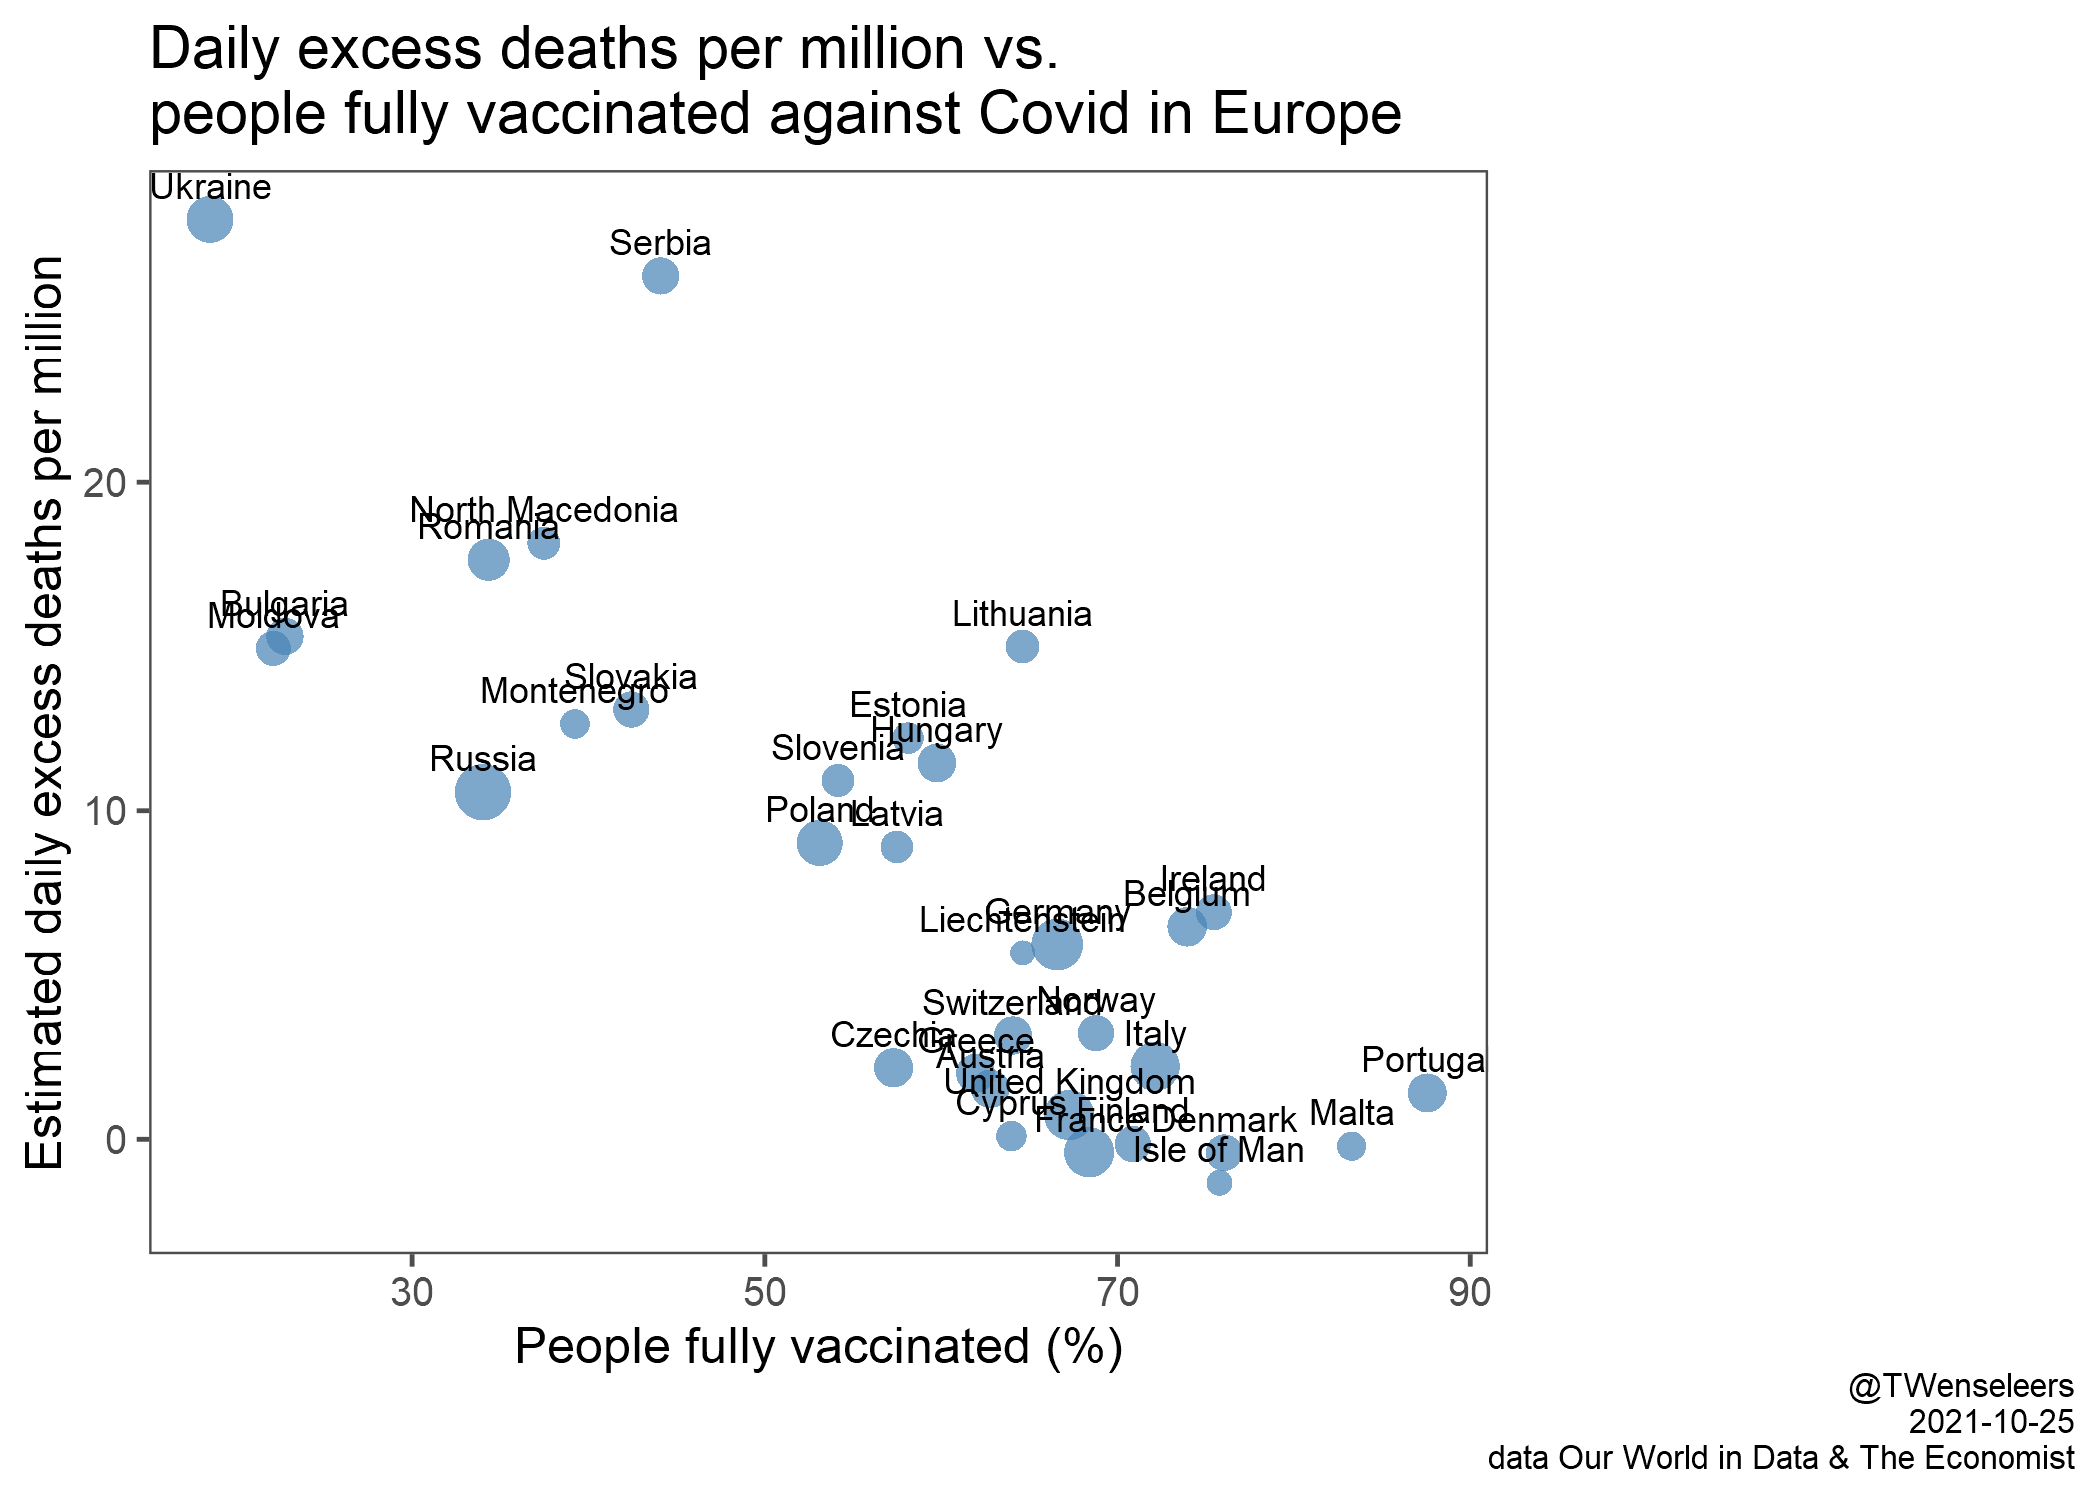 Daily excess deaths per million vs.
people fully vaccinated against Covid in Europe
Estimated daily excess deaths per million
20
10
0
Ukraine
Serbia
North Macedonia
Romania
Bulgaria
Moldova
Lithuania
Slovakia
Montenegro
Estonia
Hungary
Slovenia
Russia
Poland
Latvia
Ireland
Belgium
Germany
Liechtenstein
Switzerland
Norway
Czechia
Italy
Greece
Austria
Portuga
United Kingdom
Cyprus
Finland
Malta
France
Denmark
Isle of Man
30
50
70
90
People fully vaccinated (%)
@TWenseleers
2021-10-25
data Our World in Data & The Economist